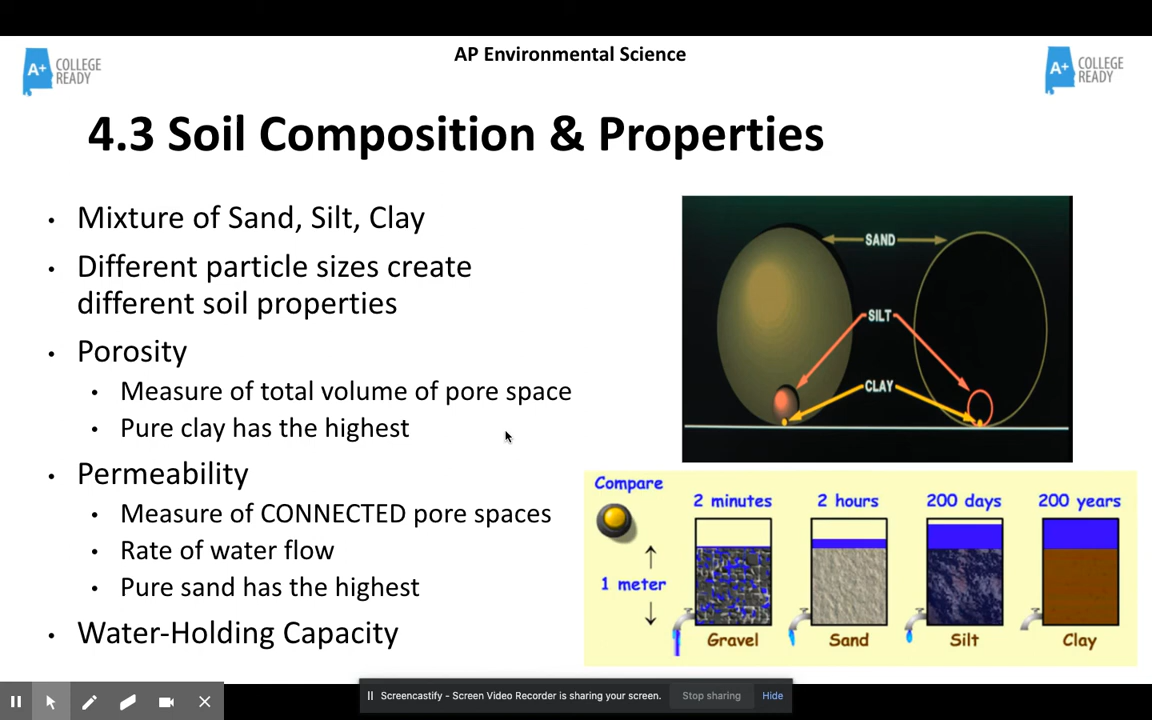 AP Environmental Science
A+ COLLEGE
READY
A+ COLLEGE
READY
4.3 Soil Composition & Properties
• Mixture of Sand, Silt, Clay
• Different particle sizes create
different soil properties
• Porosity
• Measure of total volume of pore space
• Pure clay has the highest
• Permeability
• Measure of CONNECTED pore spaces
• Rate of water flow
• Pure sand has the highest
• Water-Holding Capacity
SAND
SILT
CLAY
Compare
2 minutes
2 hours
200 days
200 years
1 meter
Gravel
Sand
Silt
Clay
Screencastify - Screen Video Recorder is sharing your screen.
Stop sharing
Hide